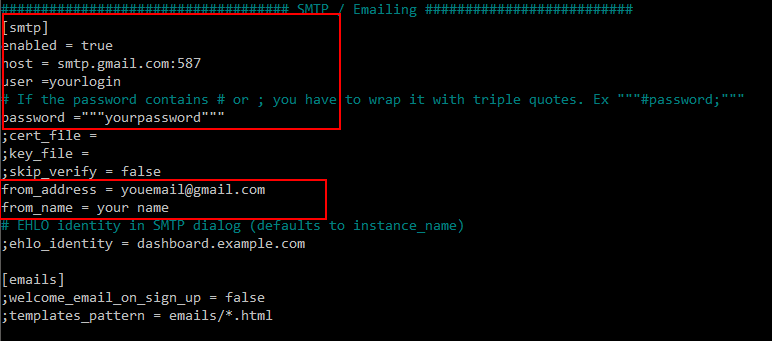 #################################### SMTP / Emailing ##########################
[smtp]
enabled = true
host = smtp.gmail.com:587
user =yourlogin
# If the password contains # or ; you have to wrap it with triple quotes. Ex """#password;"""
password ="""yourpassword"""
;cert_file =
;key_file =
;skip_verify = false
from_address = youemail@gmail.com
from_name = your name
# EHLO identity in SMTP dialog (defaults to instance_name)
;ehlo_identity = dashboard.example.com
[emails]
;welcome_email_on_sign_up = false
;templates_pattern = emails/*.html